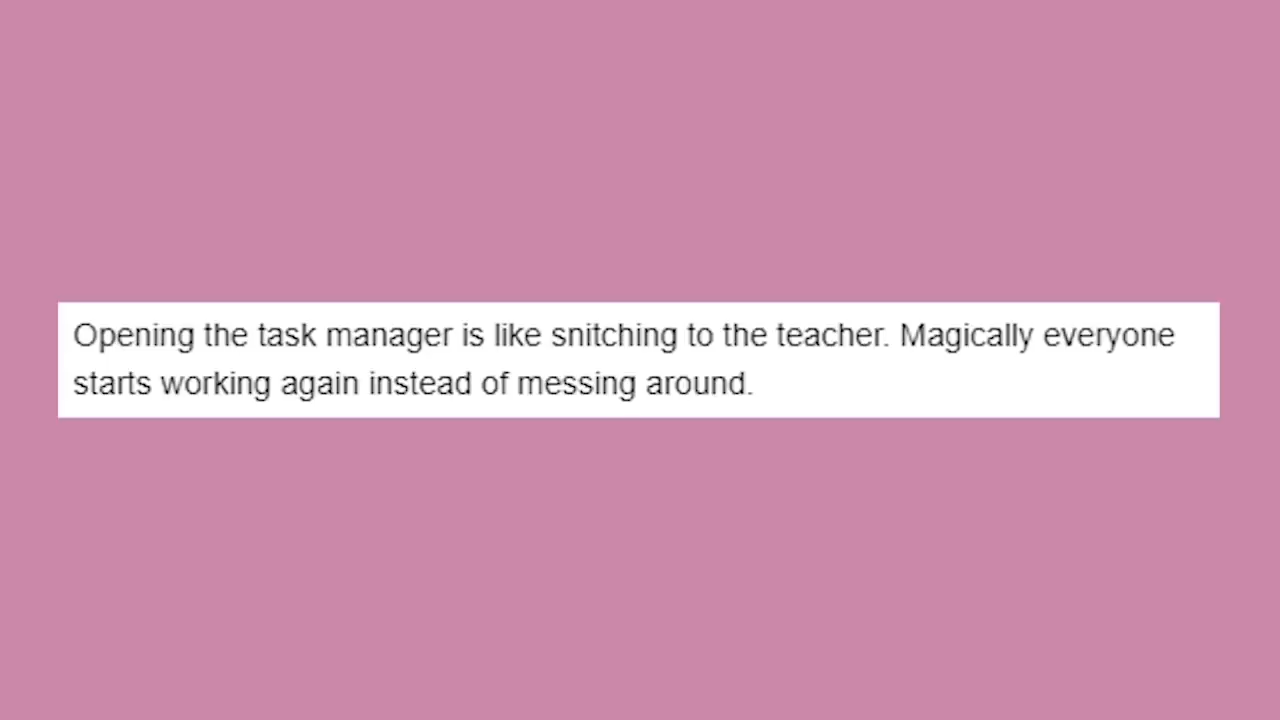 Opening the task manager is like snitching to the teacher. Magically everyone
starts working again instead of messing around.